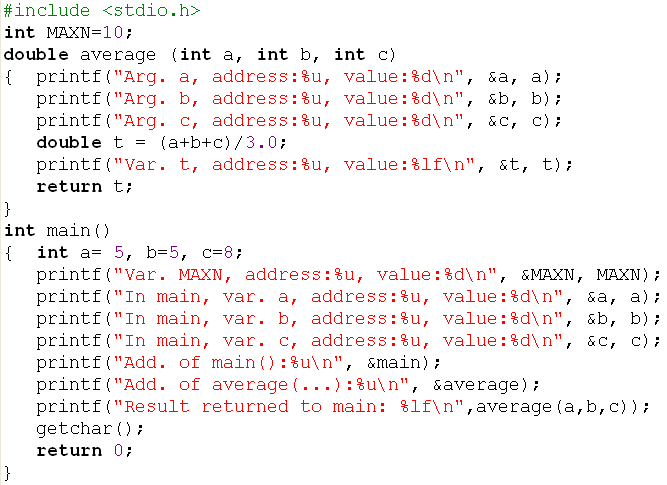 #include <stdio.h>
int MAXN=10;
double average (int a, int b, int c)
{  printf("Arg. a, address:%u, value:%d\n", &a, a);
   printf("Arg. b, address:%u, value:%d\n", &b, b);
   printf("Arg. c, address:%u, value:%d\n", &c, c);
   double t = (a+b+c)/3.0;
   printf("Var. t, address:%u, value:%lf\n", &t, t);
   return t;
}
int main()
{  int a= 5, b=5, c=8;
   printf("Var. MAXN, address:%u, value:%d\n", &MAXN, MAXN);
   printf("In main, var. a, address:%u, value:%d\n", &a, a);
   printf("In main, var. b, address:%u, value:%d\n", &b, b);
   printf("In main, var. c, address:%u, value:%d\n", &c, c);
   printf("Add. of main():%u\n", &main);
   printf("Add. of average(...):%u\n", &average);
   printf("Result returned to main: %lf\n",average(a,b,c));
   getchar();
   return 0;
}